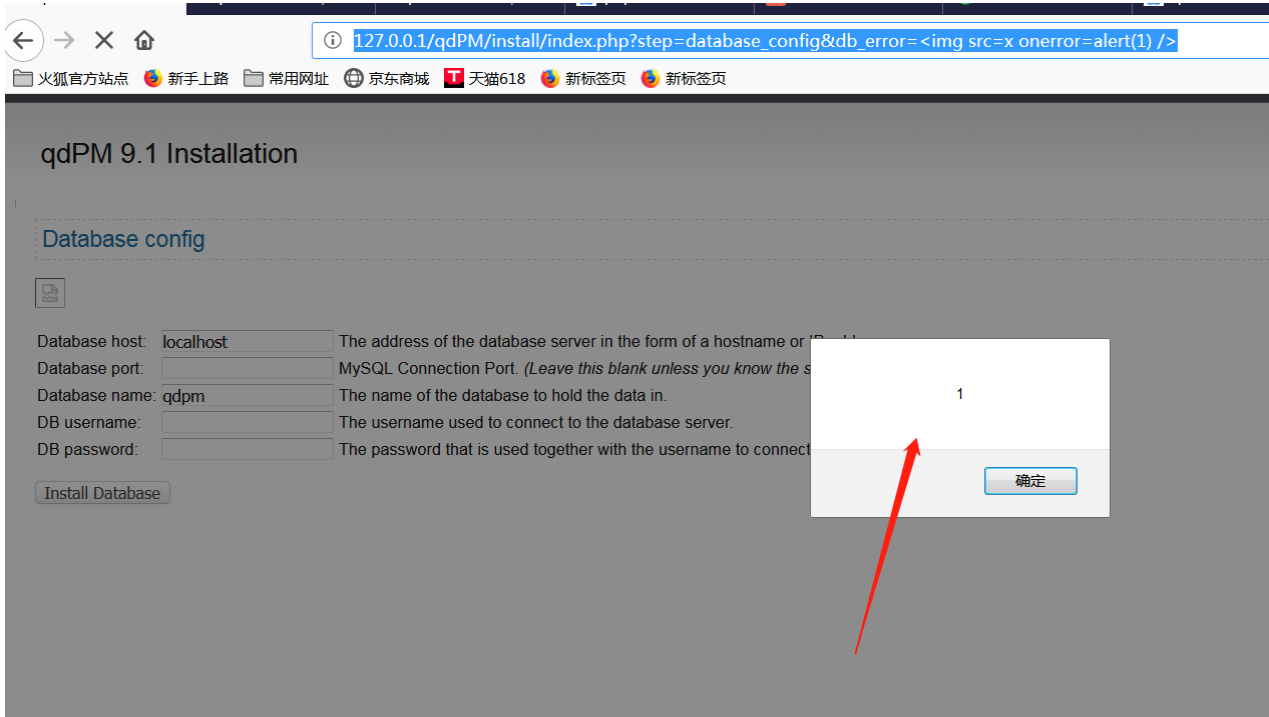 127.0.0.1/qdPM/install/index.php?step=database_config&db_error=<img src=x onerror=alert(1) />
火狐官方站点 新手上路 常用网址 京东商城 T 天猫618 新标签页 新标签页
qdPM 9.1 Installation
Database config
Database host: localhost The address of the database server in the form of a hostname or
Database port: MySQL Connection Port. (Leave this blank unless you know the
Database name: qdpm The name of the database to hold the data in.
DB username: The username used to connect to the database server.
DB password: The password that is used together with the username to connect
Install Database
1
确定